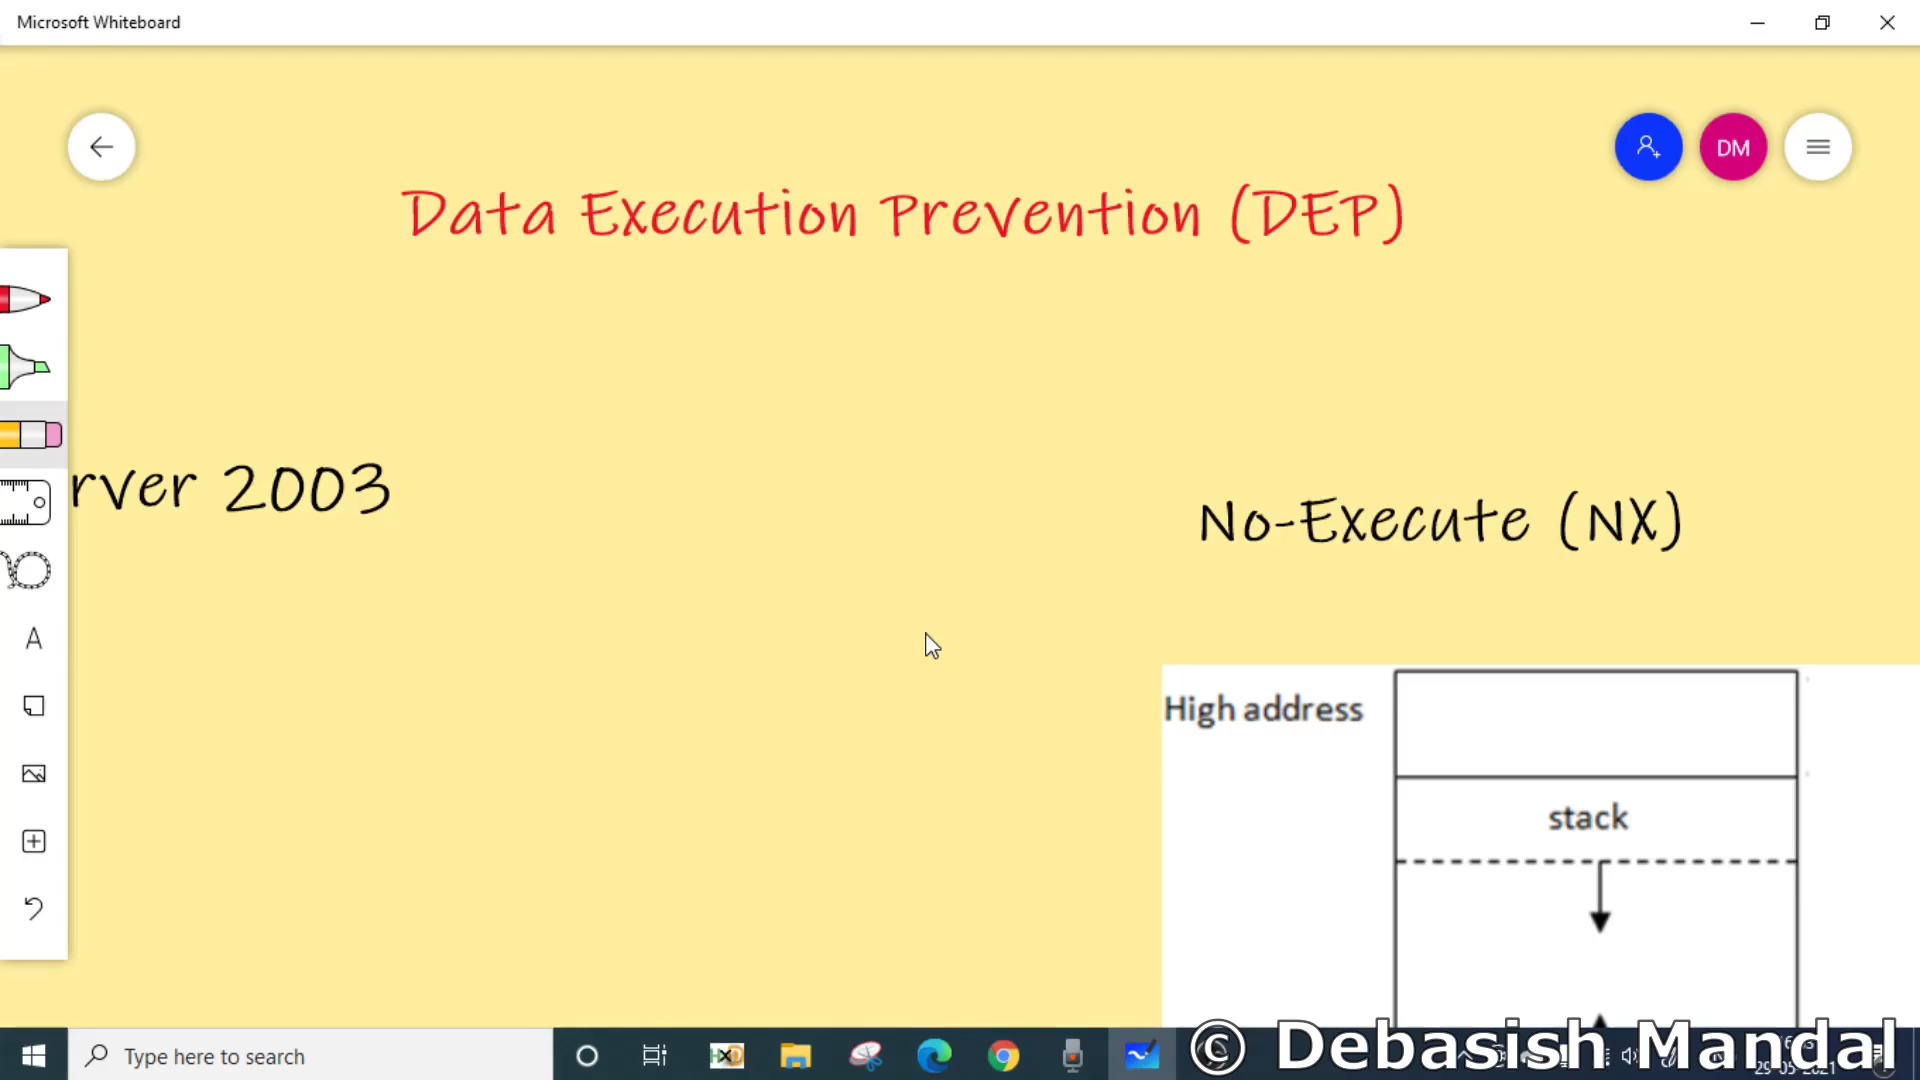 Microsoft Whiteboard
DM
Data Execution Prevention (DEP)
rver 2003
No-Execute (NX)
High address
stack
A
Type here to search
© Debasish Mandal